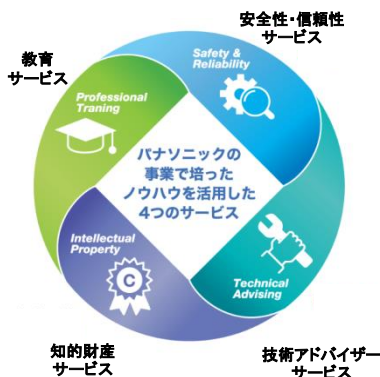 安全性・信頼性
サービス
教育
サービス
Safety &
Reliability
Professional
Traning
パナソニックの
事業で培った
ノウハウを活用した
4つのサービス
Intellectual
Property
C
Technical
Advising
知的財産
サービス
技術アドバイザー
サービス